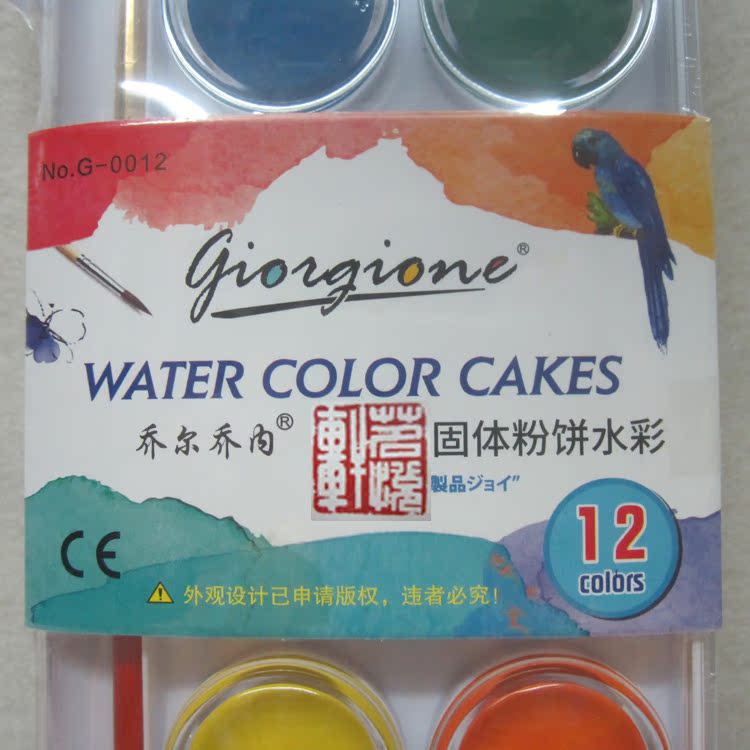 No.G-0012
Giorgione®
WATER COLOR CAKES
乔尔乔内® 固体粉饼水彩
製品ジョイ”
12
colors
CE
外观设计已申请版权，违者必究！